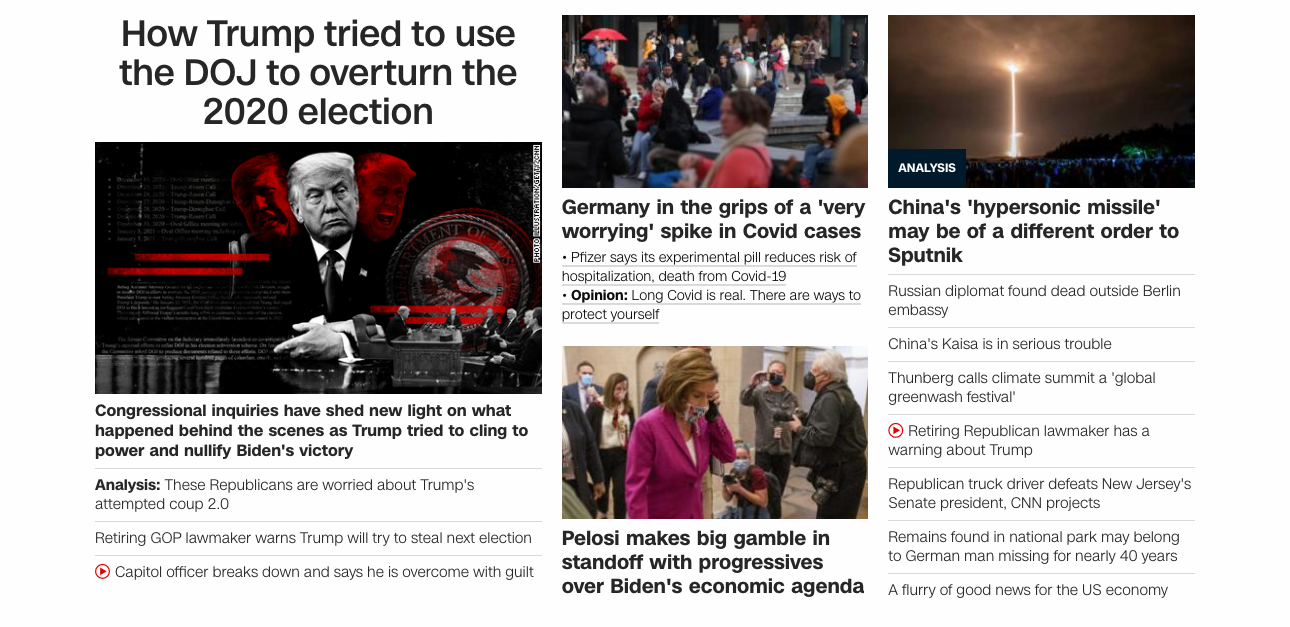 How Trump tried to use
the DOJ to overturn the
2020 election
PHOTO ILLUSTRATION/GETTY/CNN
Congressional inquiries have shed new light on what
happened behind the scenes as Trump tried to cling to
power and nullify Biden's victory
Analysis: These Republicans are worried about Trump's
attempted coup 2.0
Retiring GOP lawmaker warns Trump will try to steal next election
Capitol officer breaks down and says he is overcome with guilt
Germany in the grips of a 'very
worrying' spike in Covid cases
• Pfizer says its experimental pill reduces risk of
hospitalization, death from Covid-19
• Opinion: Long Covid is real. There are ways to
protect yourself
Pelosi makes big gamble in
standoff with progressives
over Biden's economic agenda
ANALYSIS
China's 'hypersonic missile'
may be of a different order to
Sputnik
Russian diplomat found dead outside Berlin
embassy
China's Kaisa is in serious trouble
Thunberg calls climate summit a 'global
greenwash festival'
Retiring Republican lawmaker has a
warning about Trump
Republican truck driver defeats New Jersey's
Senate president, CNN projects
Remains found in national park may belong
to German man missing for nearly 40 years
A flurry of good news for the US economy